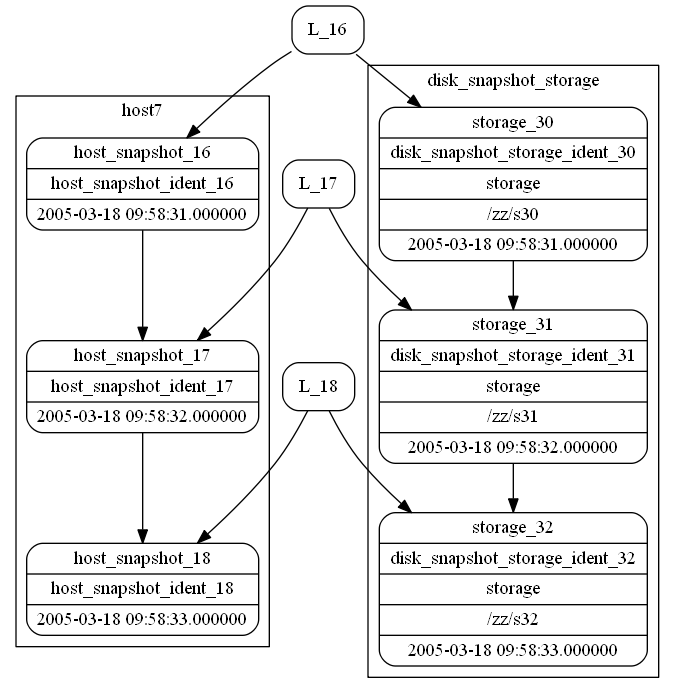 L_16
host7
host_snapshot_16
host_snapshot_ident_16
2005-03-18 09:58:31.000000
disk_snapshot_storage
storage_30
disk_snapshot_storage_ident_30
storage
/zz/s30
2005-03-18 09:58:31.000000
L_17
host_snapshot_17
host_snapshot_ident_17
2005-03-18 09:58:32.000000
storage_31
disk_snapshot_storage_ident_31
storage
/zz/s31
2005-03-18 09:58:32.000000
L_18
host_snapshot_18
host_snapshot_ident_18
2005-03-18 09:58:33.000000
storage_32
disk_snapshot_storage_ident_32
storage
/zz/s32
2005-03-18 09:58:33.000000